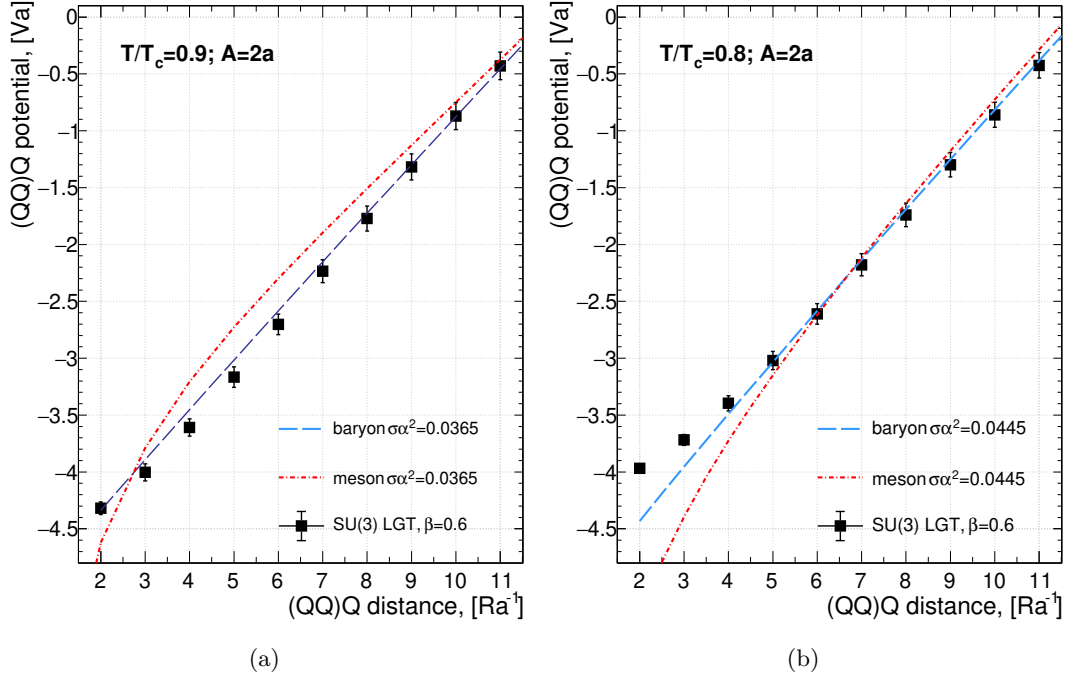 (QQ)Q potential, [Va]
T/Tc=0.9; A=2a
0
−0.5
−1
−1.5
−2
−2.5
−3
−3.5
−4
−4.5
baryon σα²=0.0365
meson σα²=0.0365
SU(3) LGT, β=0.6
2 3 4 5 6 7 8 9 10 11
(QQ)Q distance, [Ra⁻¹]
(a)
(QQ)Q potential, [Va]
T/Tc=0.8; A=2a
0
−0.5
−1
−1.5
−2
−2.5
−3
−3.5
−4
−4.5
baryon σα²=0.0445
meson σα²=0.0445
SU(3) LGT, β=0.6
2 3 4 5 6 7 8 9 10 11
(QQ)Q distance, [Ra⁻¹]
(b)